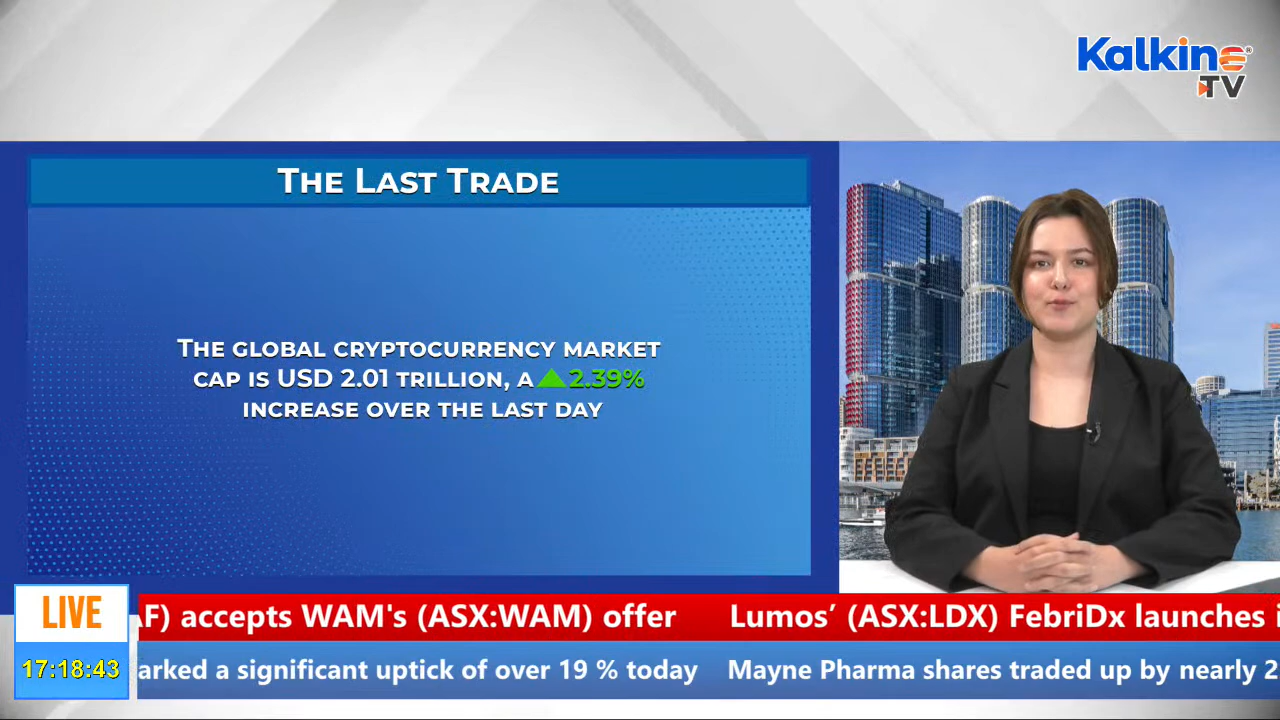 Kalkine®
TV
THE LAST TRADE
THE GLOBAL CRYPTOCURRENCY MARKET
CAP IS USD 2.01 TRILLION, A ▲2.39%
INCREASE OVER THE LAST DAY
LIVE
AF) accepts WAM's (ASX:WAM) offer Lumos’ (ASX:LDX) FebriDx launches
17:18:43
arked a significant uptick of over 19 % today Mayne Pharma shares traded up by nearly 2